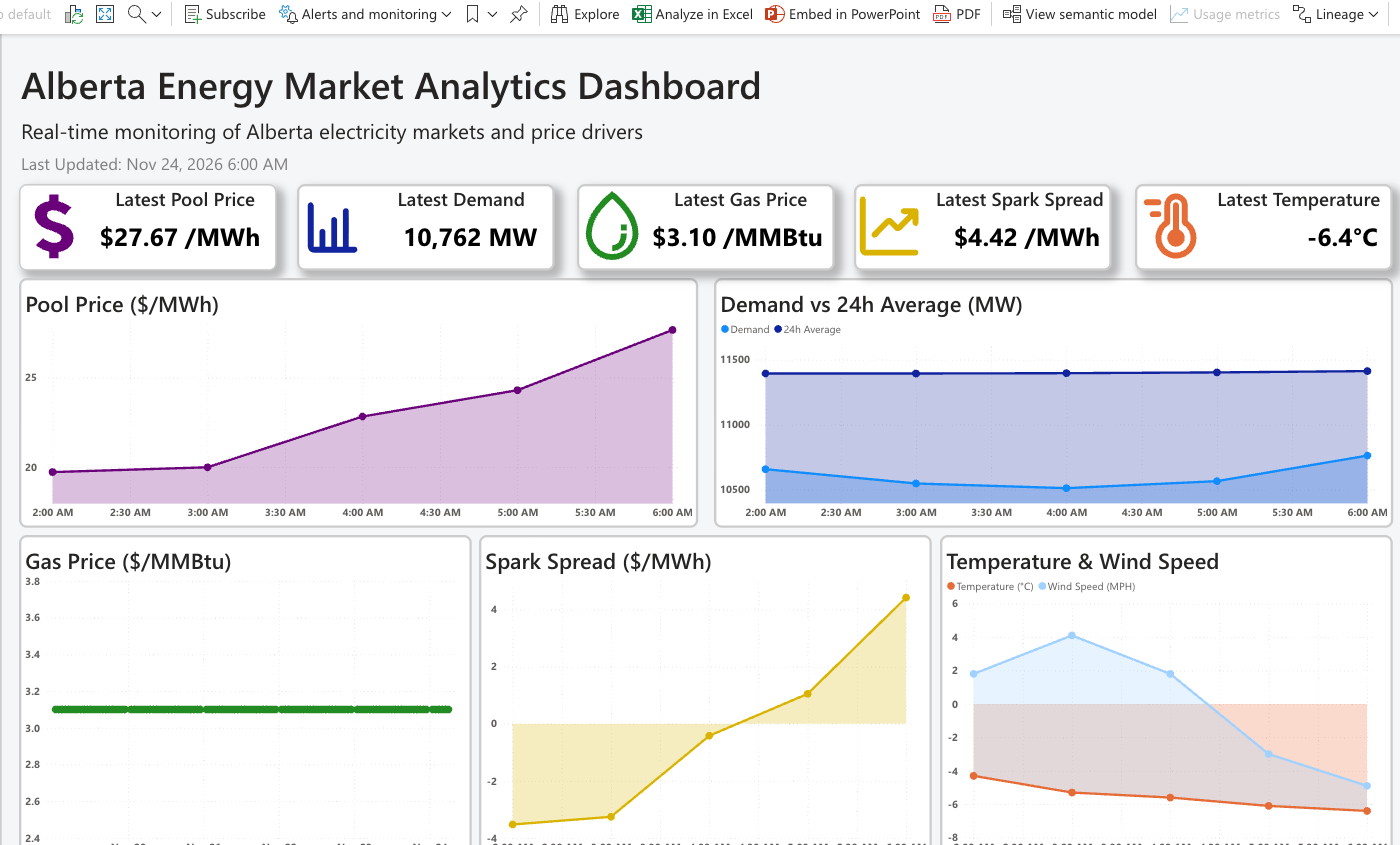 default Subscribe Alerts and monitoring Explore Analyze in Excel Embed in PowerPoint PDF PDF View semantic model Usage metrics Lineage
Alberta Energy Market Analytics Dashboard
Real-time monitoring of Alberta electricity markets and price drivers
Last Updated: Nov 24, 2026 6:00 AM
Latest Pool Price
$27.67 /MWh
Latest Demand
10,762 MW
Latest Gas Price
$3.10 /MMBtu
Latest Spark Spread
$4.42 /MWh
Latest Temperature
-6.4°C
Pool Price ($/MWh)
25
20
2:00 AM 2:30 AM 3:00 AM 3:30 AM 4:00 AM 4:30 AM 5:00 AM 5:30 AM 6:00 AM
Demand vs 24h Average (MW)
Demand 24h Average
11500
11000
10500
2:00 AM 2:30 AM 3:00 AM 3:30 AM 4:00 AM 4:30 AM 5:00 AM 5:30 AM 6:00 AM
Gas Price ($/MMBtu)
3.8
3.6
3.4
3.2
3.0
2.8
2.6
2.4
Spark Spread ($/MWh)
4
2
0
-2
-4
Temperature & Wind Speed
Temperature (°C) Wind Speed (MPH)
6
4
2
0
-2
-4
-6
-8